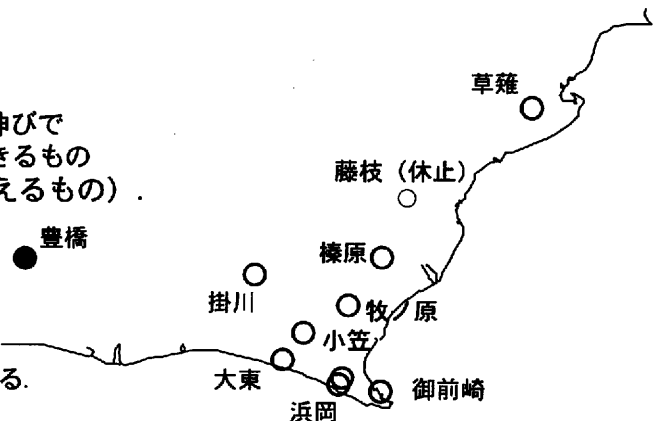 草薙
伸びで
きるもの
えるもの）.
藤枝（休止）
豊橋
榛原
掛川
牧ノ原
小笠
大東
る.
御前崎
浜岡